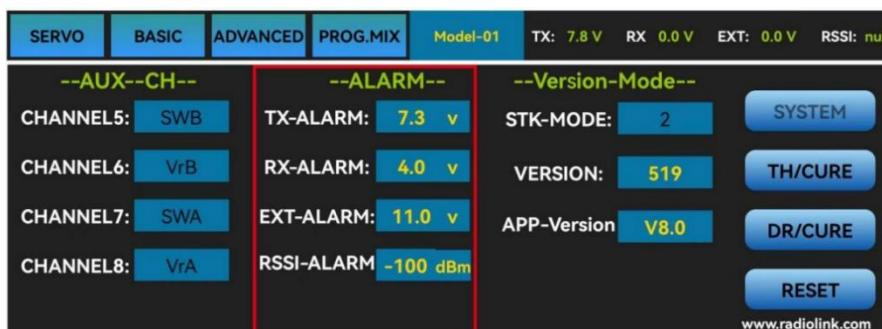 SERVO BASIC ADVANCED PROG.MIX Model-01 TX: 7.8 V RX 0.0 V EXT: 0.0 V RSSI: nu
--AUX--CH-- --ALARM-- --Version-Mode--
CHANNEL5: SWB TX-ALARM: 7.3 v STK-MODE: 2 SYSTEM
CHANNEL6: VrB RX-ALARM: 4.0 v VERSION: 519 TH/CURE
CHANNEL7: SWA EXT-ALARM: 11.0 v APP-Version V8.0 DR/CURE
CHANNEL8: VrA RSSI-ALARM -100 dBm RESET
www.radiolink.com